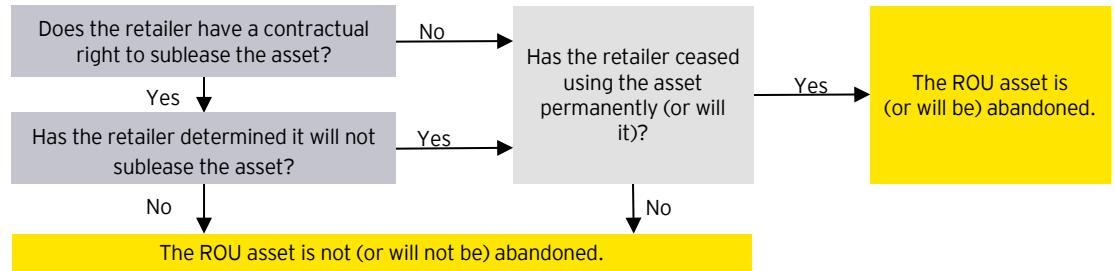 Does the retailer have a contractual
right to sublease the asset?
No
Yes
Has the retailer determined it will not
sublease the asset?
Yes
No
Has the retailer ceased
using the asset
permanently (or will
it)?
Yes
No
The ROU asset is
(or will be) abandoned.
The ROU asset is not (or will not be) abandoned.